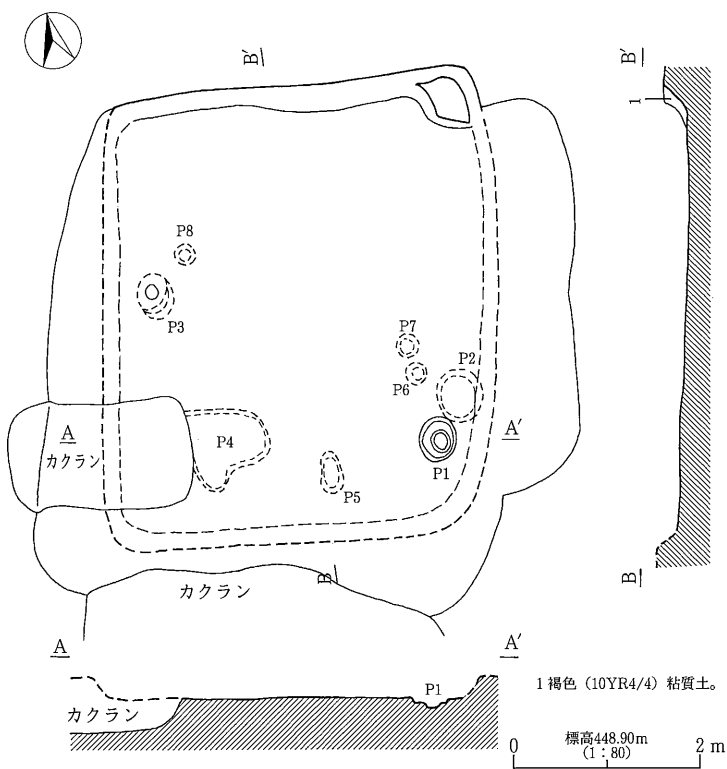 B′
B′
1
P8
P3
P7
P2
P6
A
カクラン
P4
A′
P1
P5
B
B
カクラン
A
A′
P1
カクラン
1 褐色 (10YR4/4) 粘質土。
標高448.90m
(1：80)
0
2 m